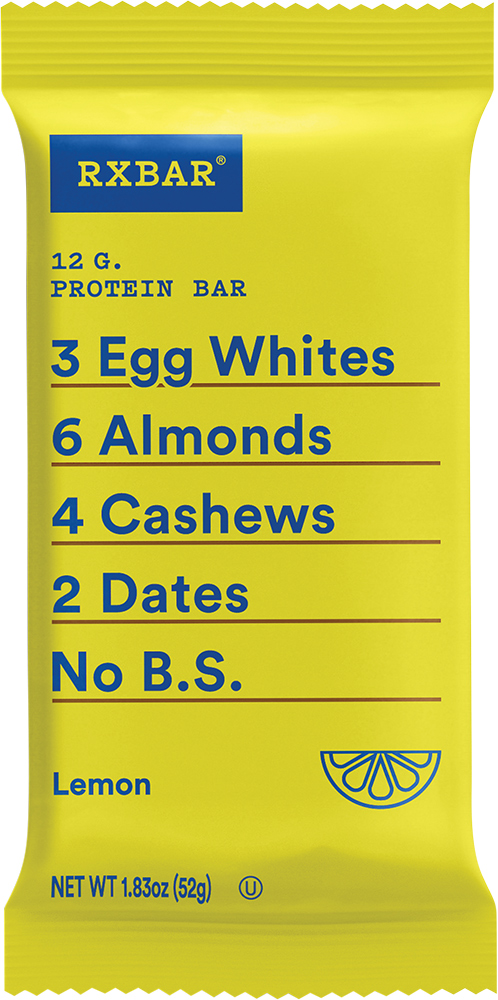 RXBAR®
12 G.
PROTEIN BAR
3 Egg Whites
6 Almonds
4 Cashews
2 Dates
No B.S.
Lemon
NET WT 1.83oz (52g) Ⓤ